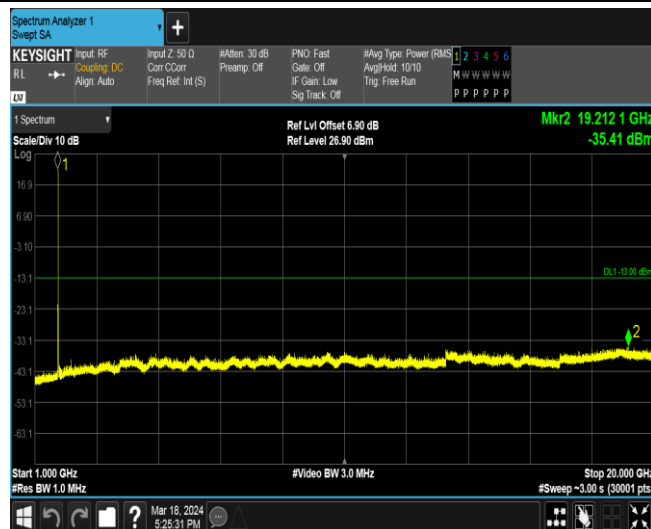 Spectrum Analyzer 1
Swept SA
+
KEYSIGHT
RL
LXI
Input: RF
Coupling: DC
Align: Auto
Input Z: 50 Ω
Corr CCorr
Freq Ref: Int (S)
#Atten: 30 dB
Preamp: Off
PNO: Fast
Gate: Off
IF Gain: Low
Sig Track: Off
#Avg Type: Power (RMS
Avg|Hold: 10/10
Trig: Free Run
1 2 3 4 5 6
M W W W W W
P P P P P P
1 Spectrum
Scale/Div 10 dB
Log
Ref Lvl Offset 6.90 dB
Ref Level 26.90 dBm
Mkr2 19.212 1 GHz
-35.41 dBm
1
16.9
6.90
-3.10
-13.1
DL1 -13.00 dBm
-23.1
-33.1
2
-43.1
-53.1
-63.1
Start 1.000 GHz
#Res BW 1.0 MHz
#Video BW 3.0 MHz
Stop 20.000 GHz
#Sweep ~3.00 s (30001 pts
?
Mar 18, 2024
5:25:31 PM